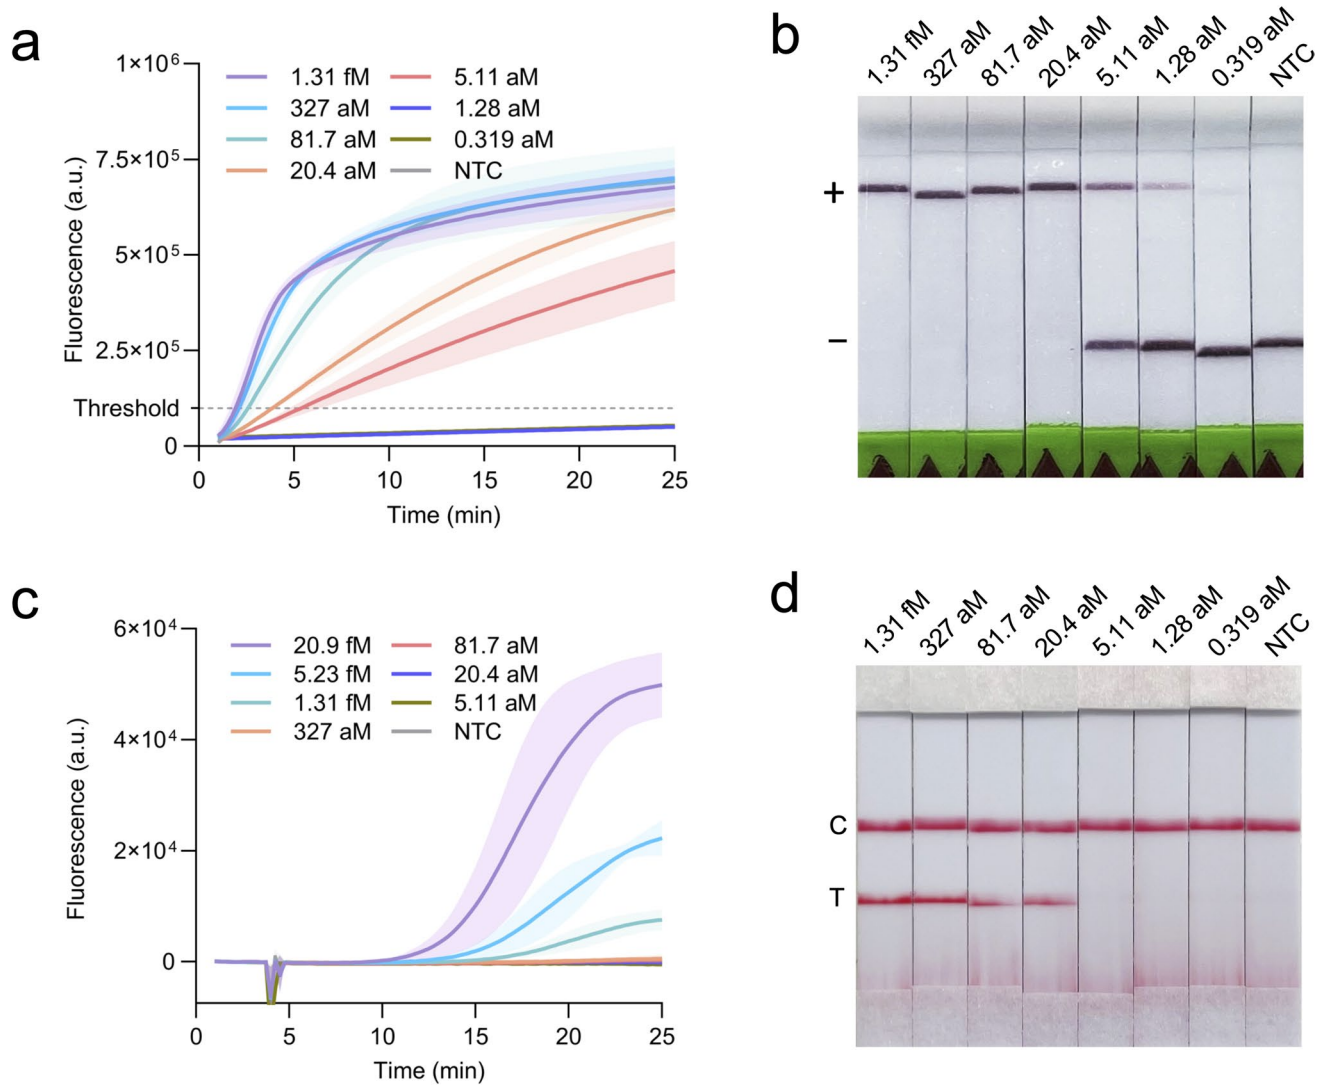 a
1×10⁶
7.5×10⁵
5×10⁵
2.5×10⁵
Threshold
0
Fluorescence (a.u.)
1.31 fM
327 aM
81.7 aM
20.4 aM
5.11 aM
1.28 aM
0.319 aM
NTC
0 5 10 15 20 25
Time (min)
b
1.31 fM 327 aM 81.7 aM 20.4 aM 5.11 aM 1.28 aM 0.319 aM NTC
+
−
c
6×10⁴
4×10⁴
2×10⁴
0
Fluorescence (a.u.)
20.9 fM
5.23 fM
1.31 fM
327 aM
81.7 aM
20.4 aM
5.11 aM
NTC
0 5 10 15 20 25
Time (min)
d
1.31 fM 327 aM 81.7 aM 20.4 aM 5.11 aM 1.28 aM 0.319 aM NTC
C
T